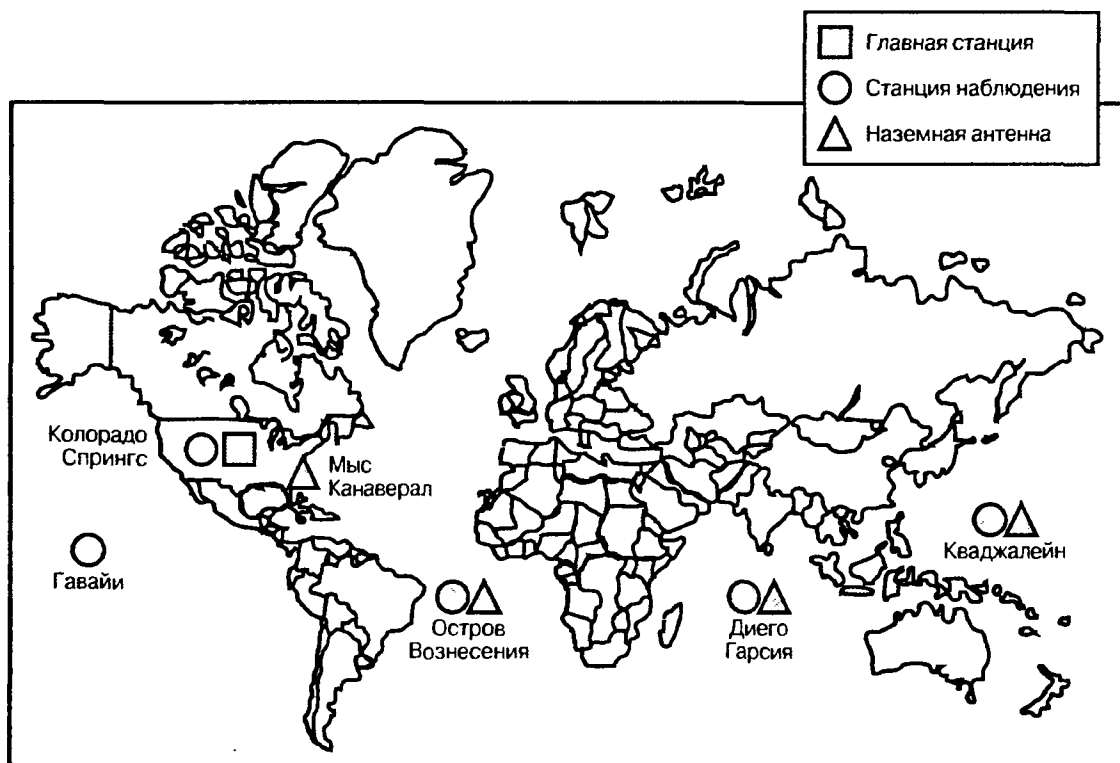 Главная станция
Станция наблюдения
Наземная антенна
Колорадо
Спрингс
Мыс
Канаверал
Гавайи
Остров
Вознесения
Диего
Гарсия
Кваджалейн